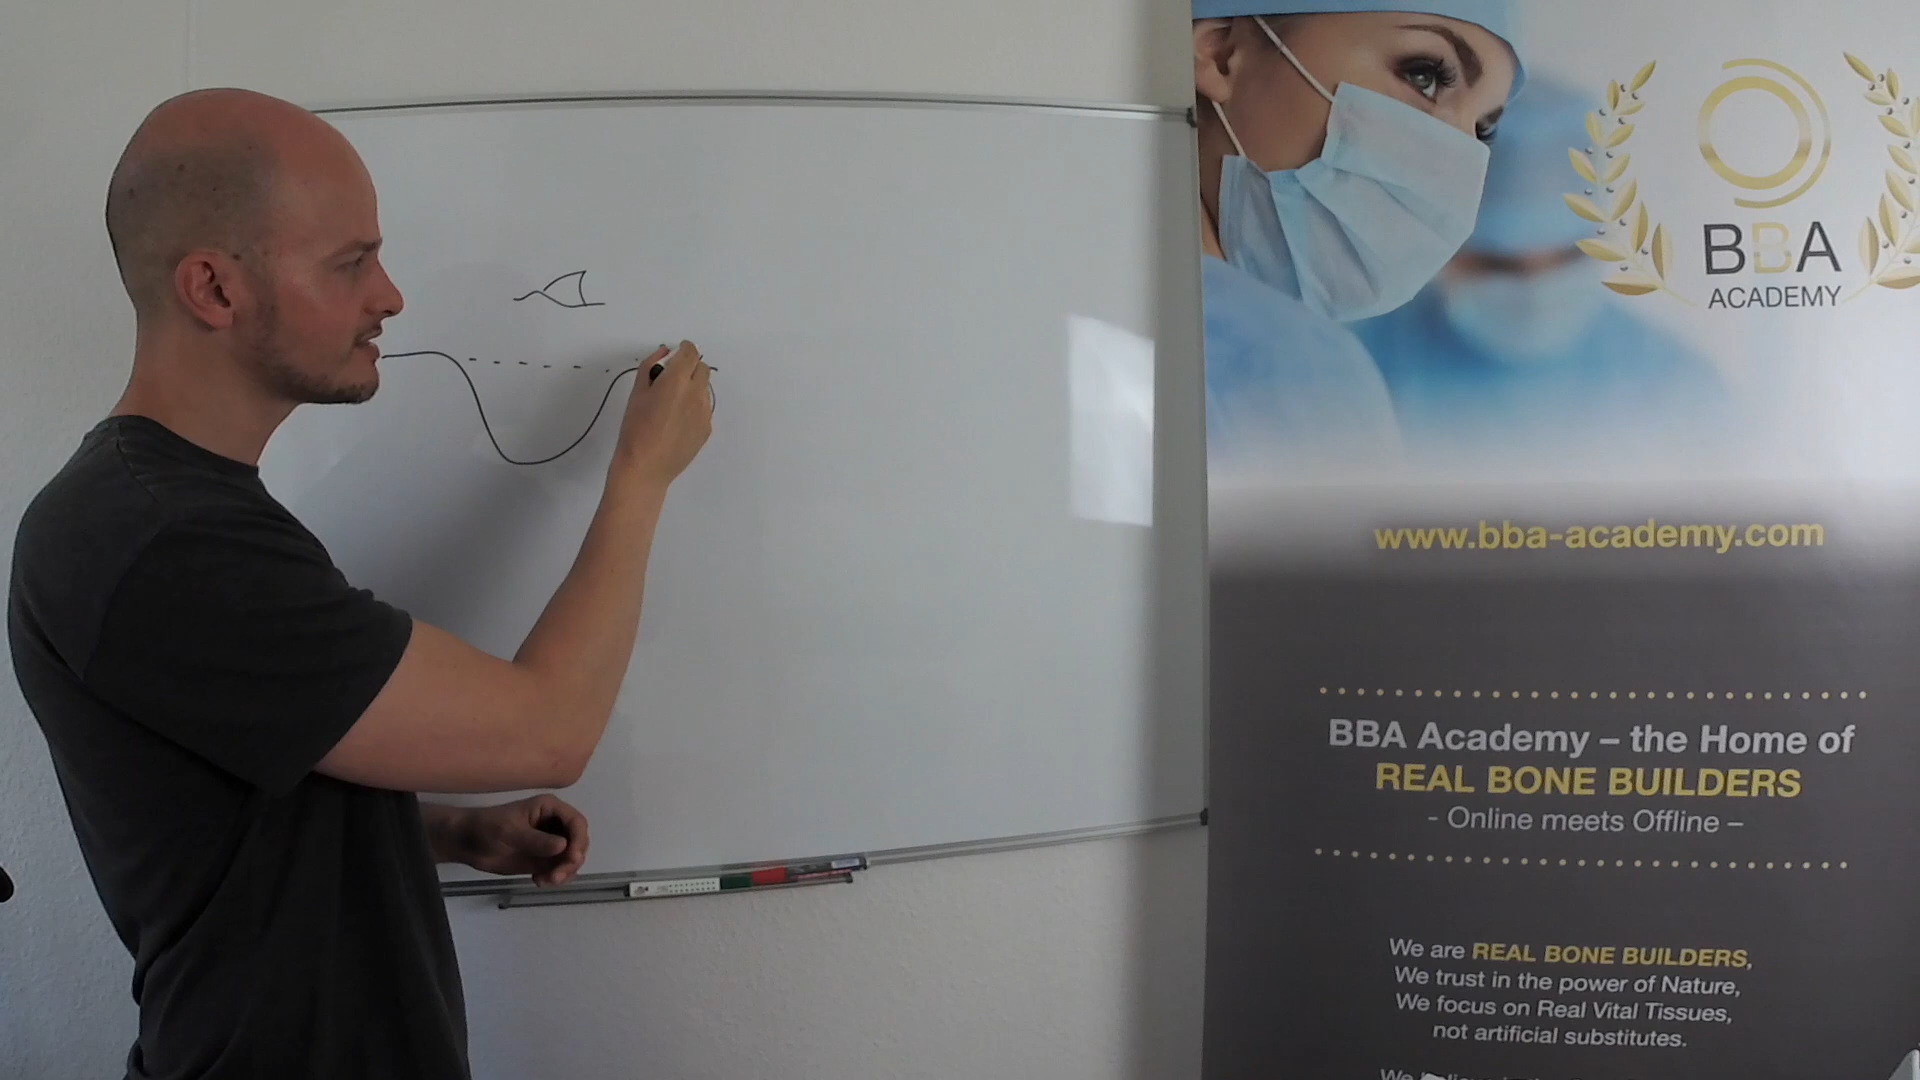 BBA
ACADEMY
www.bba-academy.com
BBA Academy – the Home of
REAL BONE BUILDERS
- Online meets Offline –
We are REAL BONE BUILDERS,
We trust in the power of Nature,
We focus on Real Vital Tissues,
not artificial substitutes.
We